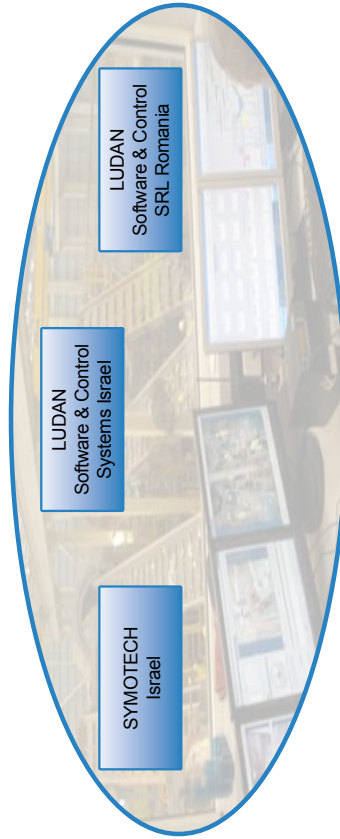 SYMOTECH
Israel
LUDAN
Software & Control
Systems Israel
LUDAN
Software & Control
SRL Romania